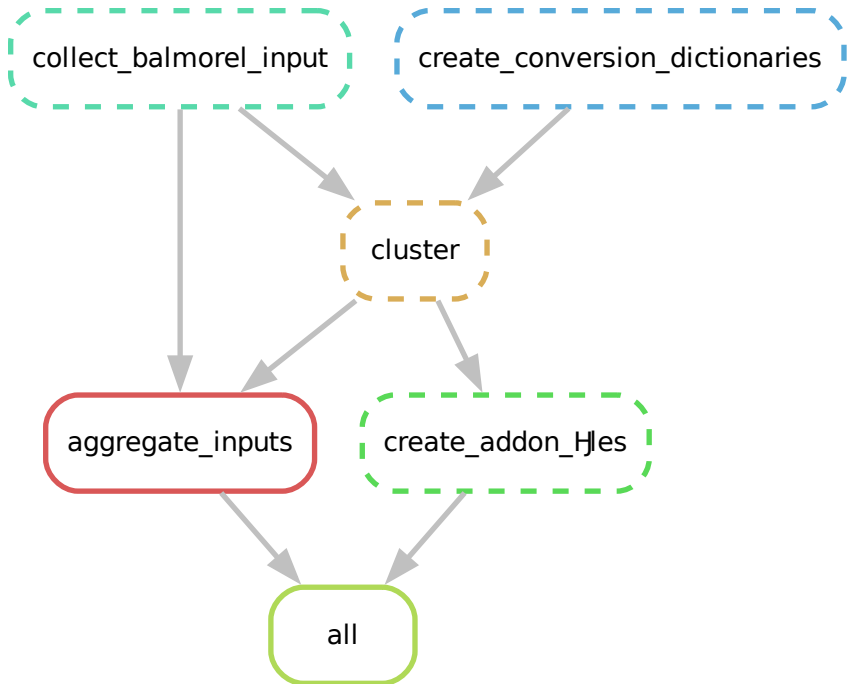 collect_balmorel_input
create_conversion_dictionaries
cluster
aggregate_inputs
all